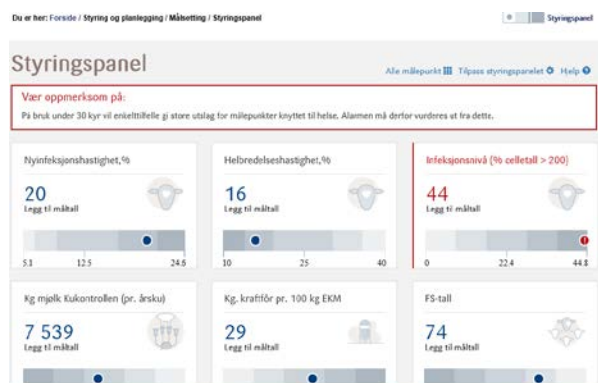 Du er her: Forside / Styring og planlegging / Målsetting / Styringspanel
Styringspanel
Styringspanel
Alle målepunkt Tilpass styringsparelet Hjelp
Vær oppmerksom på:
På bruk under 30 kyr vil enkelttilfelle gi store utslag for målepunkter knyttet til helse. Alarmen må derfor vurderes ut fra dette.
Nyinfeksjonshastighet,%
20
Legg til måltall
5.1 12.5 24.6
Helbredelseshastighet,%
16
Legg til måltall
10 25 40
Infeksjonsnivå (% celletall > 200)
44
Legg til måltall
0 22.4 44.8
Kg mjølk Kukontrollen (pr. årsku)
7 539
Legg til måltall
Kg. kraftfôr pr. 100 kg EKM
29
Legg til måltall
FS-tall
74
Legg til måltall